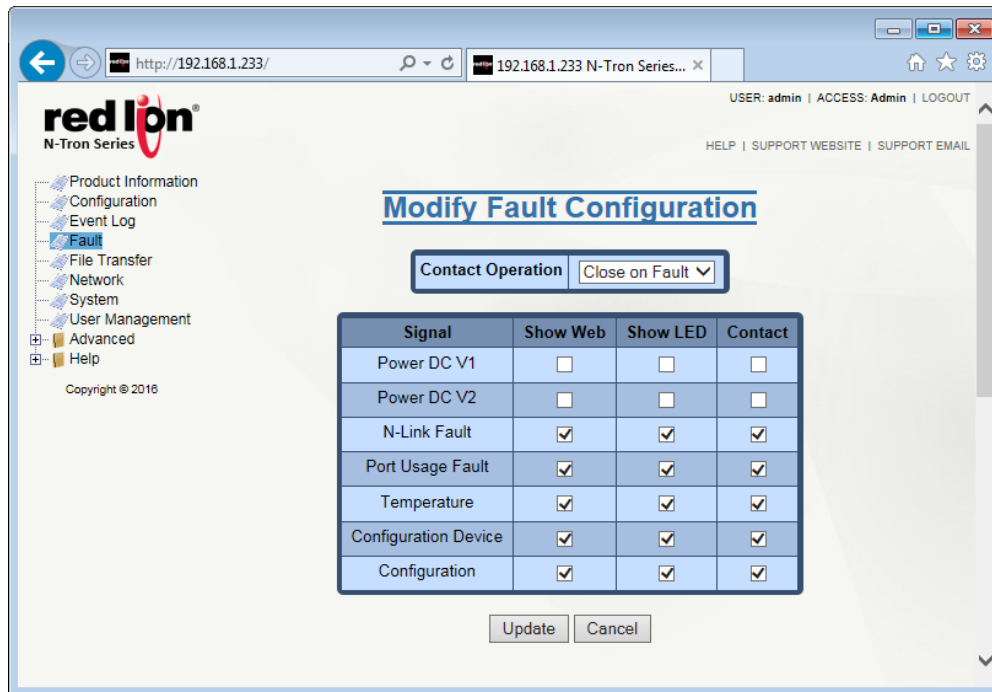 http://192.168.1.233/
192.168.1.233 N-Tron Series...
red lion®
N-Tron Series
USER: admin | ACCESS: Admin | LOGOUT
HELP | SUPPORT WEBSITE | SUPPORT EMAIL
Product Information
Configuration
Event Log
Fault
File Transfer
Network
System
User Management
Advanced
Help
Copyright © 2016
Modify Fault Configuration
Contact Operation Close on Fault
Signal Show Web Show LED Contact
Power DC V1
Power DC V2
N-Link Fault
Port Usage Fault
Temperature
Configuration Device
Configuration
Update Cancel